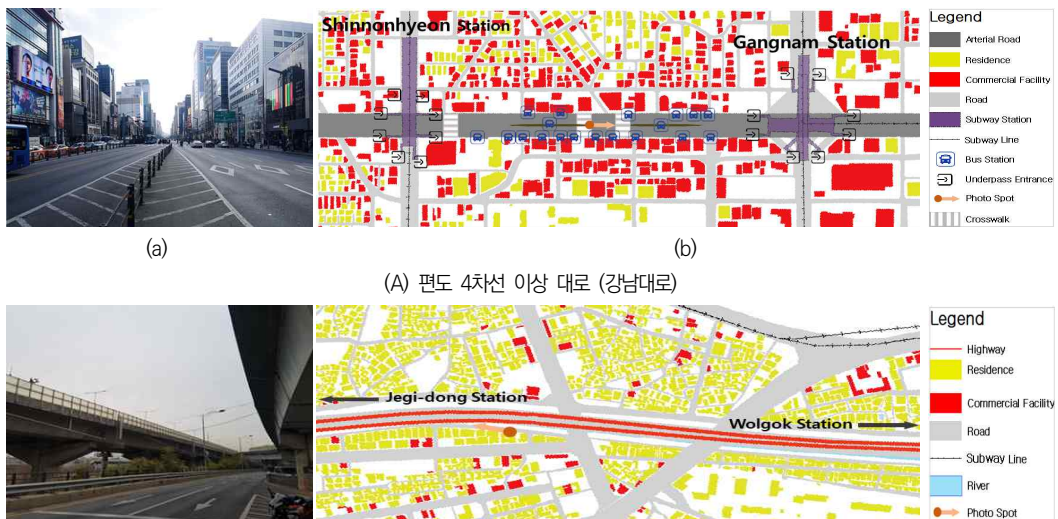 Shinnonhyeon Station
Gangnam Station
Legend
Arterial Road
Residence
Commercial Facility
Road
Subway Station
Subway Line
Bus Station
Underpass Entrance
Photo Spot
Crosswalk
(a)
(b)
(A) 편도 4차선 이상 대로 (강남대로)
Jegi-dong Station
Wolgok Station
Legend
Highway
Residence
Commercial Facility
Road
Subway Line
River
Photo Spot